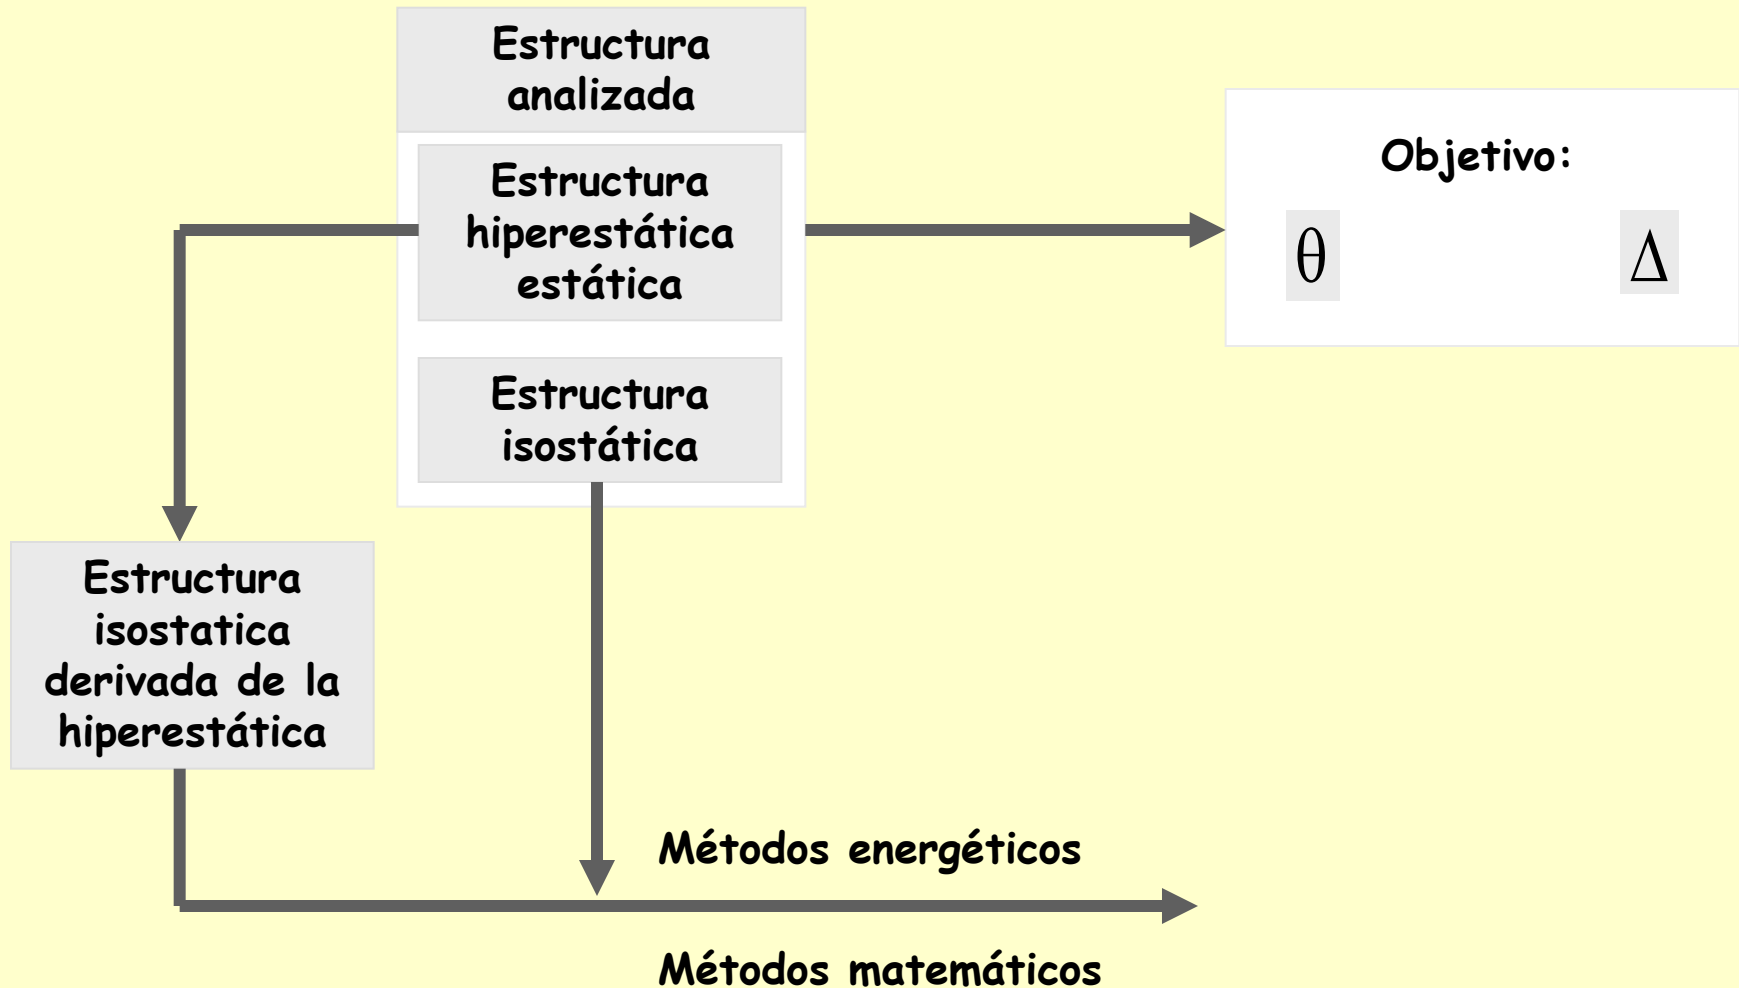 Estructura
analizada
Estructura
hiperestática
estática
Estructura
isostática
Objetivo:
θ Δ
Estructura
isostatica
derivada de la
hiperestática
Métodos energéticos
Métodos matemáticos